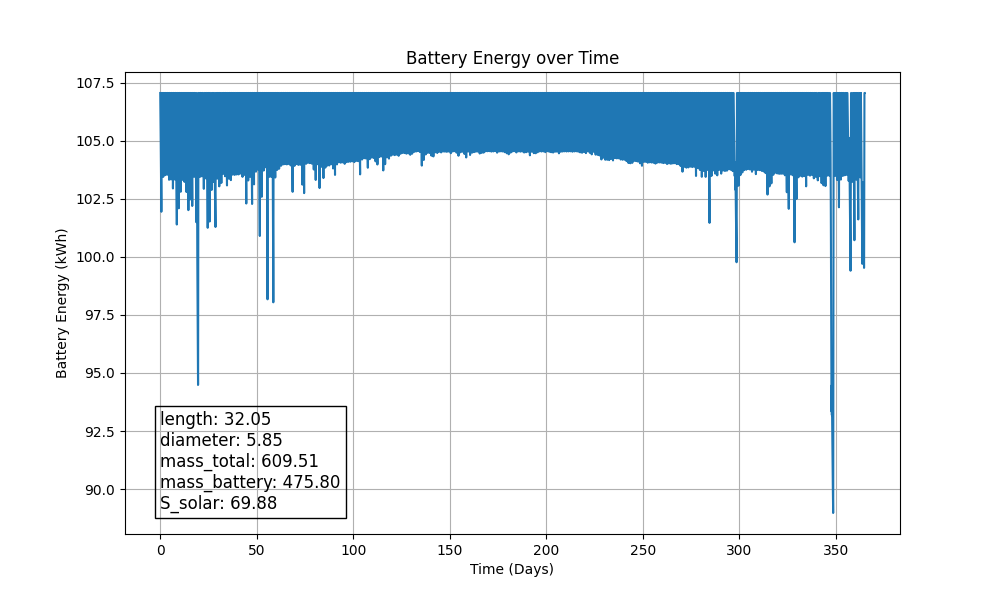 Battery Energy over Time
Battery Energy (kWh)
107.5
105.0
102.5
100.0
97.5
95.0
92.5
90.0
length: 32.05
diameter: 5.85
mass_total: 609.51
mass_battery: 475.80
S_solar: 69.88
0 50 100 150 200 250 300 350
Time (Days)